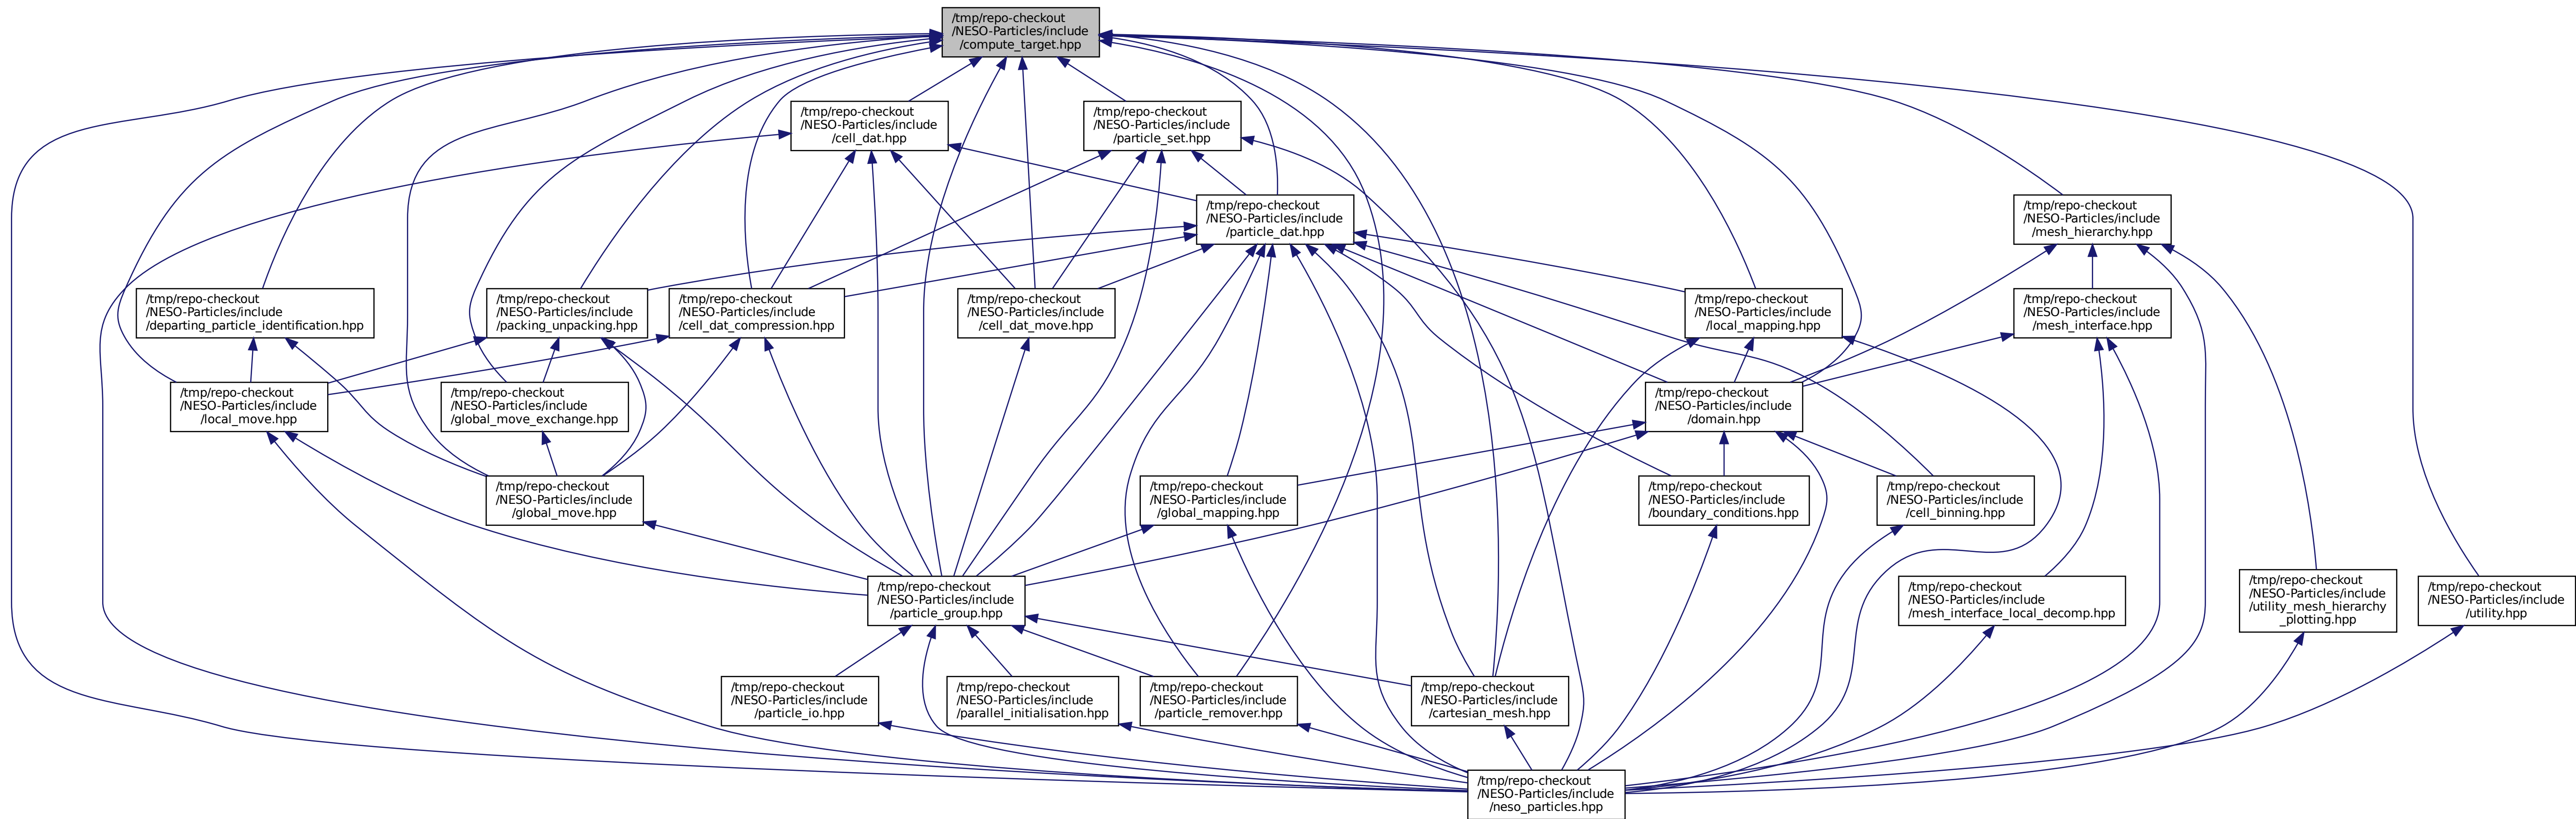 /tmp/repo-checkout
/NESO-Particles/include
/compute_target.hpp
/tmp/repo-checkout
/NESO-Particles/include
/cell_dat.hpp
/tmp/repo-checkout
/NESO-Particles/include
/particle_set.hpp
/tmp/repo-checkout
/NESO-Particles/include
/particle_dat.hpp
/tmp/repo-checkout
/NESO-Particles/include
/mesh_hierarchy.hpp
/tmp/repo-checkout
/NESO-Particles/include
/departing_particle_identification.hpp
/tmp/repo-checkout
/NESO-Particles/include
/packing_unpacking.hpp
/tmp/repo-checkout
/NESO-Particles/include
/cell_dat_compression.hpp
/tmp/repo-checkout
/NESO-Particles/include
/cell_dat_move.hpp
/tmp/repo-checkout
/NESO-Particles/include
/local_mapping.hpp
/tmp/repo-checkout
/NESO-Particles/include
/mesh_interface.hpp
/tmp/repo-checkout
/NESO-Particles/include
/local_move.hpp
/tmp/repo-checkout
/NESO-Particles/include
/global_move_exchange.hpp
/tmp/repo-checkout
/NESO-Particles/include
/domain.hpp
/tmp/repo-checkout
/NESO-Particles/include
/global_move.hpp
/tmp/repo-checkout
/NESO-Particles/include
/global_mapping.hpp
/tmp/repo-checkout
/NESO-Particles/include
/boundary_conditions.hpp
/tmp/repo-checkout
/NESO-Particles/include
/cell_binning.hpp
/tmp/repo-checkout
/NESO-Particles/include
/particle_group.hpp
/tmp/repo-checkout
/NESO-Particles/include
/mesh_interface_local_decomp.hpp
/tmp/repo-checkout
/NESO-Particles/include
/utility_mesh_hierarchy
_plotting.hpp
/tmp/repo-checkout
/NESO-Particles/include
/utility.hpp
/tmp/repo-checkout
/NESO-Particles/include
/particle_io.hpp
/tmp/repo-checkout
/NESO-Particles/include
/parallel_initialisation.hpp
/tmp/repo-checkout
/NESO-Particles/include
/particle_remover.hpp
/tmp/repo-checkout
/NESO-Particles/include
/cartesian_mesh.hpp
/tmp/repo-checkout
/NESO-Particles/include
/neso_particles.hpp